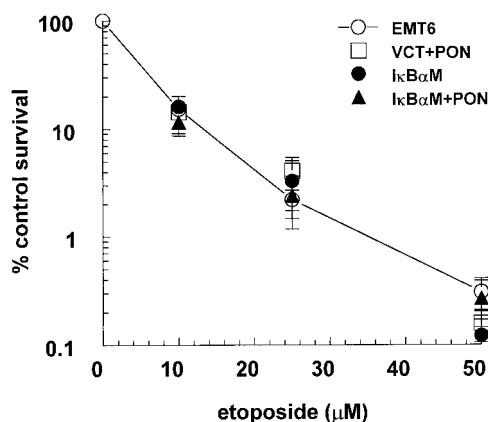 100
10
1
0.1
% control survival
EMT6
VCT+PON
IκBαM
IκBαM+PON
0 10 20 30 40 50
etoposide (μM)